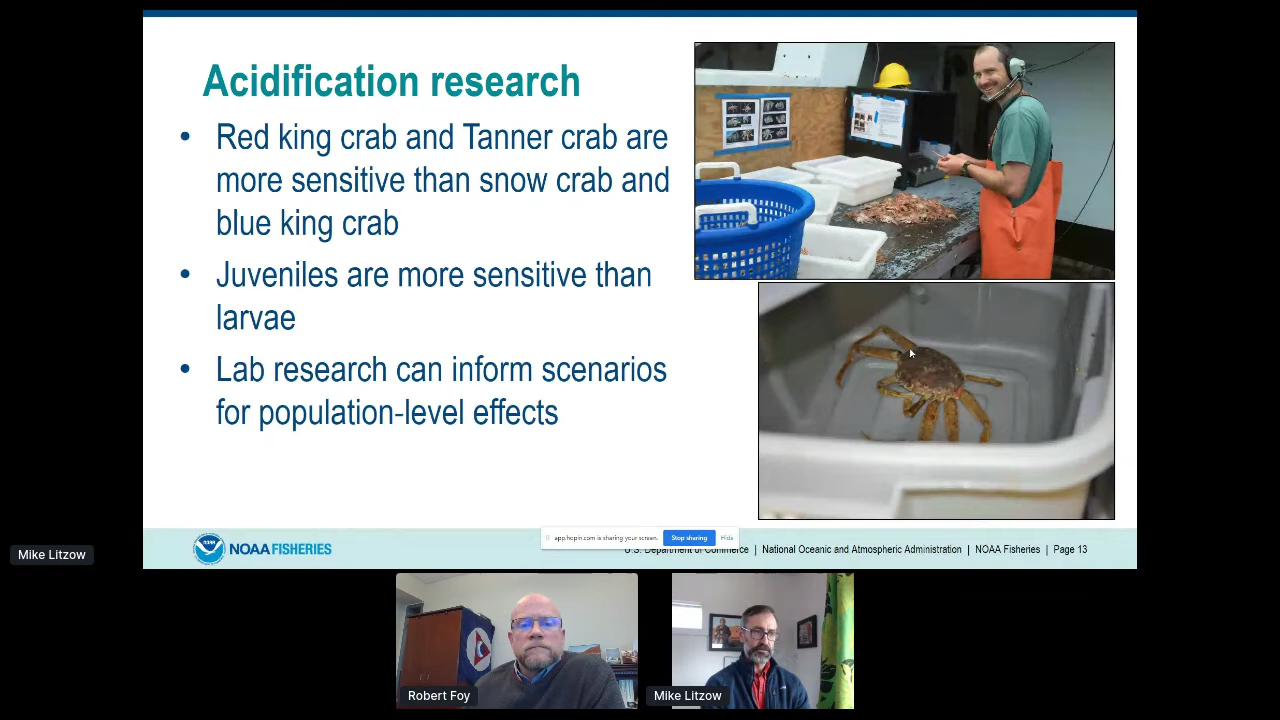 Acidification research
• Red king crab and Tanner crab are
more sensitive than snow crab and
blue king crab
• Juveniles are more sensitive than
larvae
• Lab research can inform scenarios
for population-level effects
app.hopin.com is sharing your screen.
Stop sharing
Hide
NOAA
NOAA FISHERIES
U.S. Department of Commerce | National Oceanic and Atmospheric Administration | NOAA Fisheries | Page 13
Mike Litzow
Robert Foy
Mike Litzow